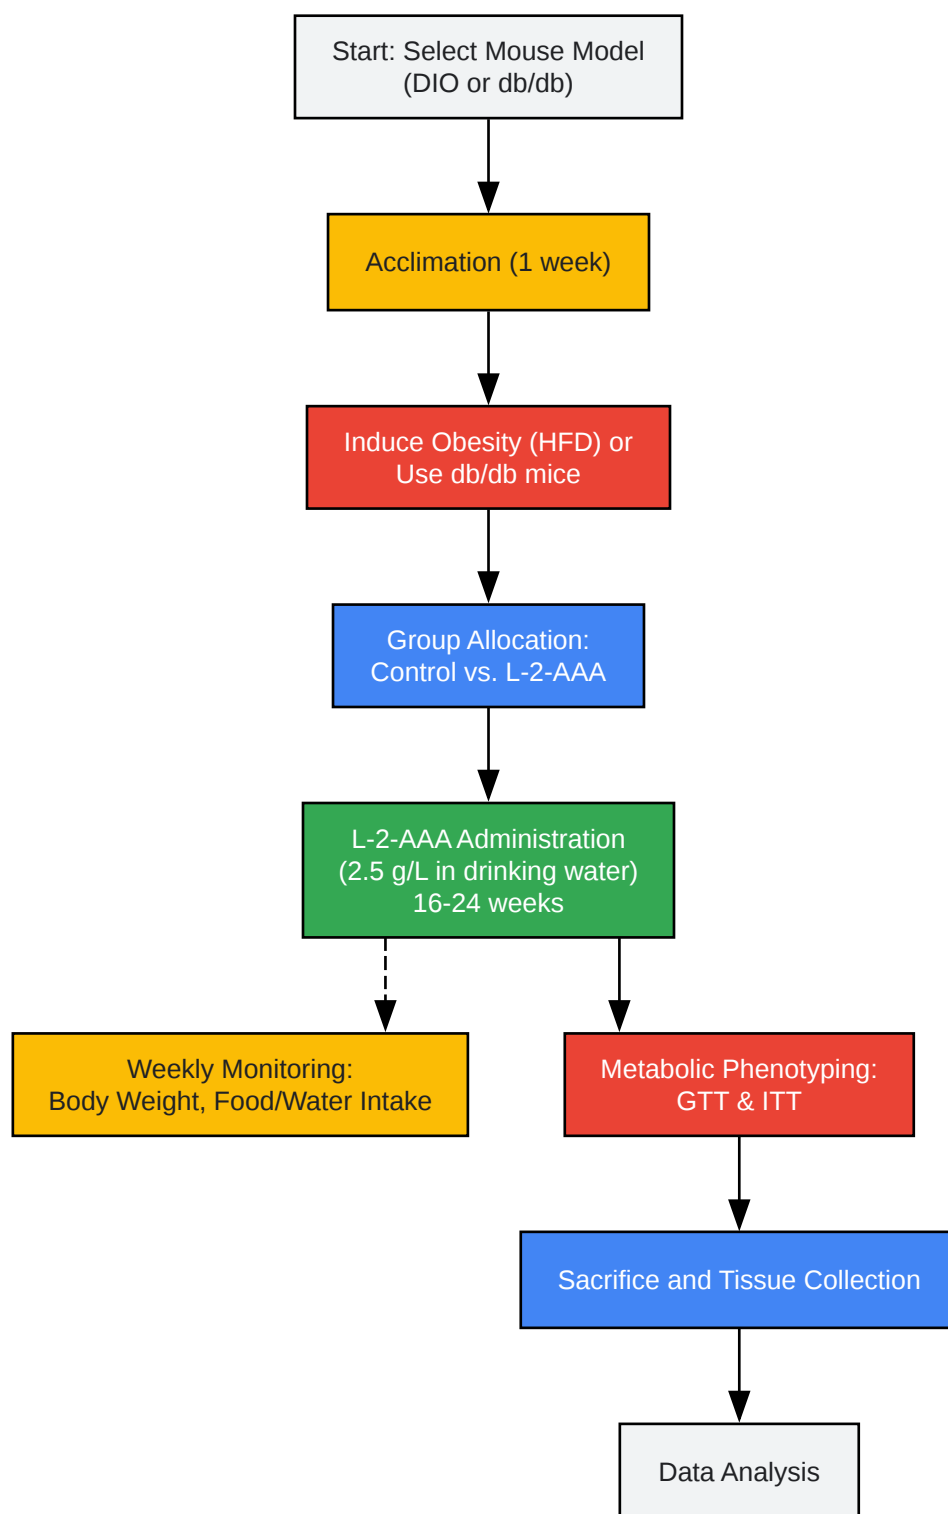 Start: Select Mouse Model
(DIO or db/db)
Acclimation (1 week)
Induce Obesity (HFD) or
Use db/db mice
Group Allocation:
Control vs. L-2-AAA
L-2-AAA Administration
(2.5 g/L in drinking water)
16-24 weeks
Weekly Monitoring:
Body Weight, Food/Water Intake
Metabolic Phenotyping:
GTT & ITT
Sacrifice and Tissue Collection
Data Analysis